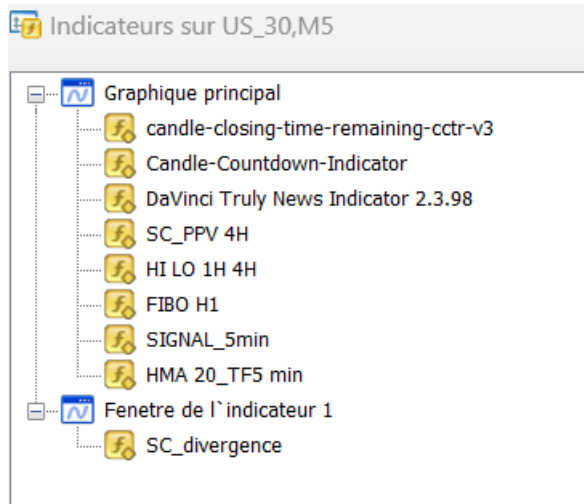 Indicateurs sur US_30,M5
Graphique principal
candle-closing-time-remaining-cctr-v3
Candle-Countdown-Indicator
DaVinci Truly News Indicator 2.3.98
SC_PPV 4H
HI LO 1H 4H
FIBO H1
SIGNAL_5min
HMA 20_TF5 min
Fenetre de l`indicateur 1
SC_divergence